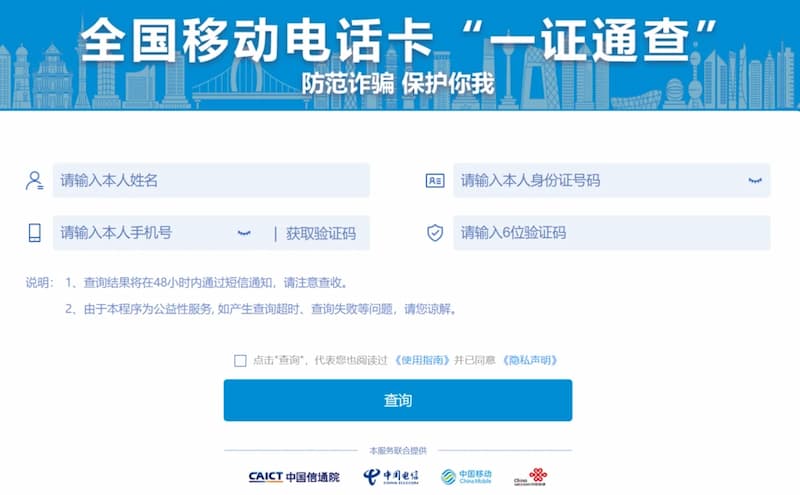 全国移动电话卡“一证通查”
防范诈骗 保护你我
请输入本人姓名
请输入本人身份证号码
请输入本人手机号 | 获取验证码
请输入6位验证码
说明： 1、查询结果将在48小时内通过短信通知，请注意查收。
2、由于本程序为公益性服务, 如产生查询超时、查询失败等问题，请您谅解。
点击“查询”，代表您也阅读过 《使用指南》并已同意 《隐私声明》
查询
本服务联合提供
CAICT 中国信通院
中国电信
CHINA TELECOM
中国移动
China Mobile
China